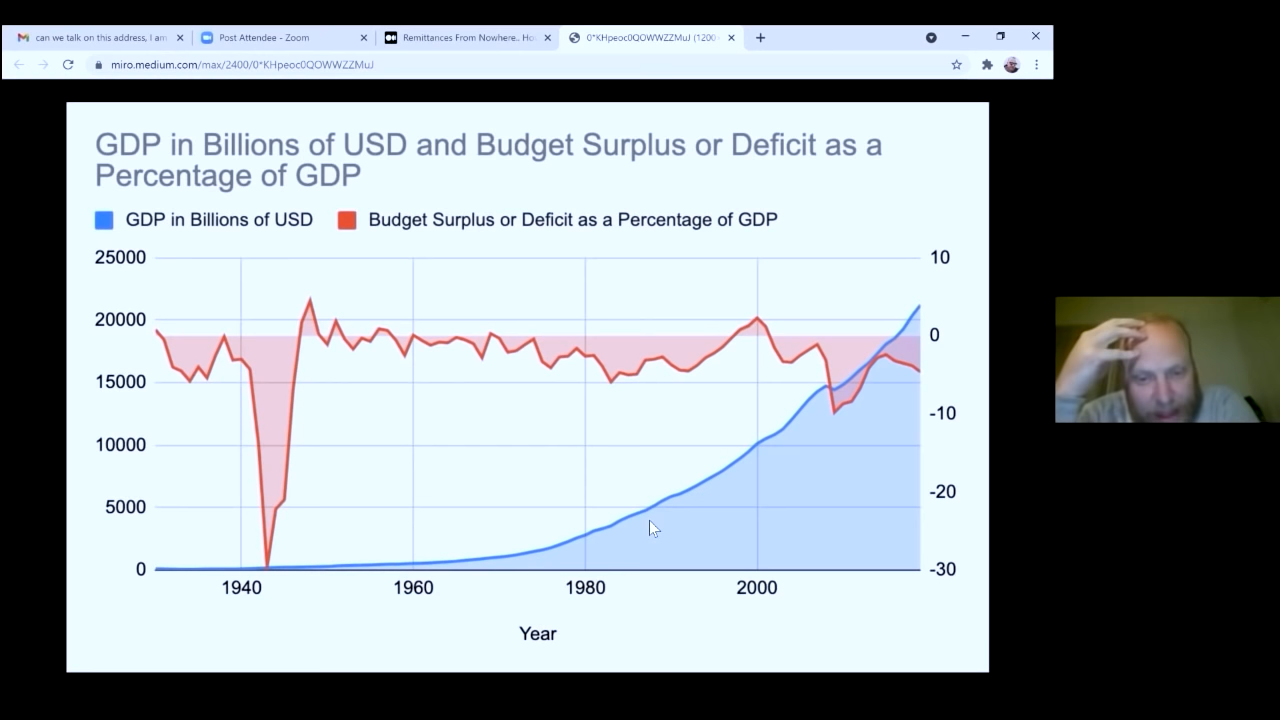 can we talk on this address, I am
Post Attendee - Zoom
Remittances From Nowhere.. Ho
0*KHpeoc0QOWWZZMuJ (1200
miro.medium.com/max/2400/0*KHpeoc0QOWWZZMuJ
GDP in Billions of USD and Budget Surplus or Deficit as a
Percentage of GDP
GDP in Billions of USD
Budget Surplus or Deficit as a Percentage of GDP
25000
20000
15000
10000
5000
0
10
0
-10
-20
-30
1940
1960
1980
2000
Year